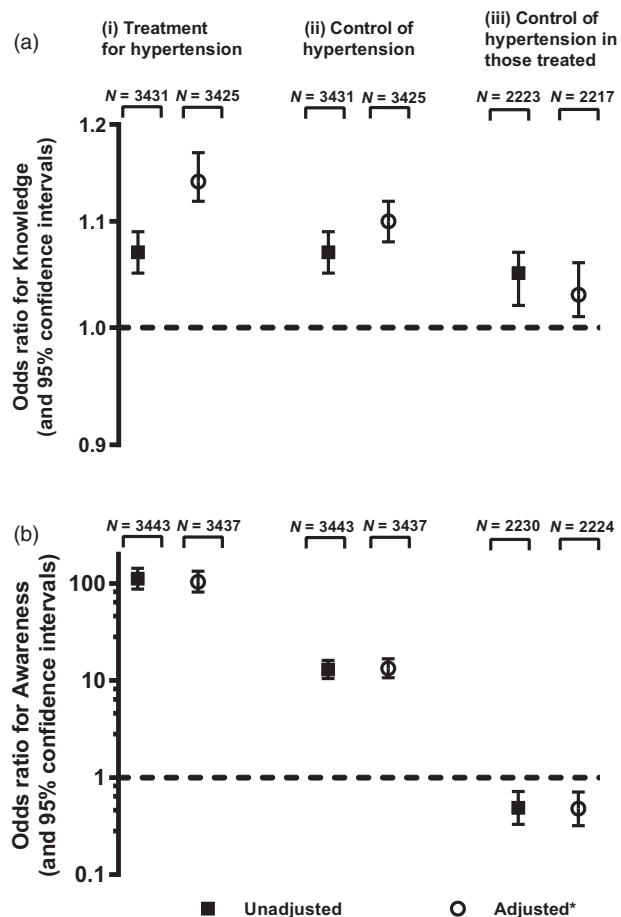 (a)
(i) Treatment
for hypertension
(ii) Control of
hypertension
(iii) Control of
hypertension in
those treated
N = 3431 N = 3425 N = 3431 N = 3425 N = 2223 N = 2217
Odds ratio for Knowledge
(and 95% confidence intervals)
1.2
1.1
1.0
0.9
(b)
N = 3443 N = 3437 N = 3443 N = 3437 N = 2230 N = 2224
Odds ratio for Awareness
(and 95% confidence intervals)
100
10
1
0.1
Unadjusted Adjusted*